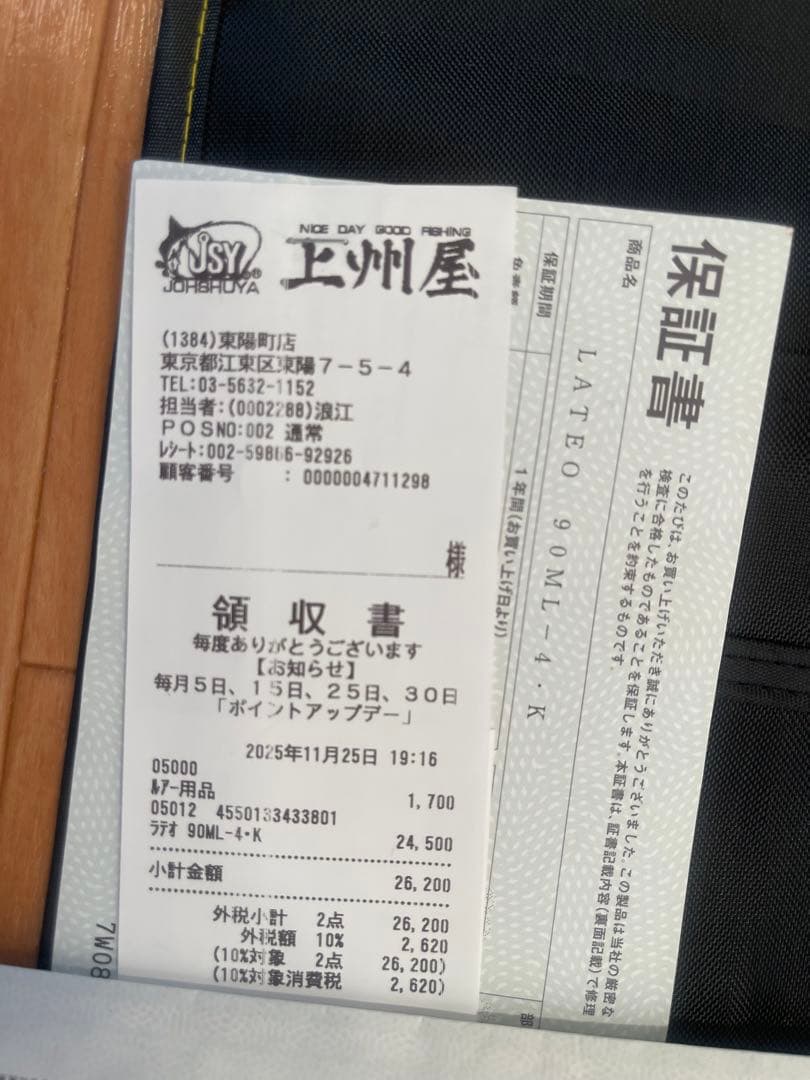 NICE DAY GOOD FISHING
JSY
JOHSHUYA
上州屋
(1384)東陽町店
東京都江東区東陽7-5-4
TEL:03-5632-1152
担当者:(0002288)浪江
POSNO:002 通常
ﾚｼｰﾄ:002-59866-92926
顧客番号 : 0000004711298
様
領 収 書
毎度ありがとうございます
【お知らせ】
毎月5日、15日、25日、30日
「ポイントアップデー」
2025年11月25日 19:16
05000
ﾙｱｰ用品 1,700
05012 4550133433801
ﾗﾃｵ 90ML-4・K 24,500
小計金額 26,200
外税小計 2点 26,200
外税額 10% 2,620
(10%対象 2点 26,200)
(10%対象消費税 2,620)
保証書
このたびは、お買い上げいただき誠にありがとうございました。この製品は当社の厳密な
検査に合格したものであることを保証します。本証書は、証書記載内容(裏面記載)で修理
を行うことを約束するものです。
商品名
LATEO 90ML-4・K
保証期間
1年間(お買い上げ日より)
部
7W08